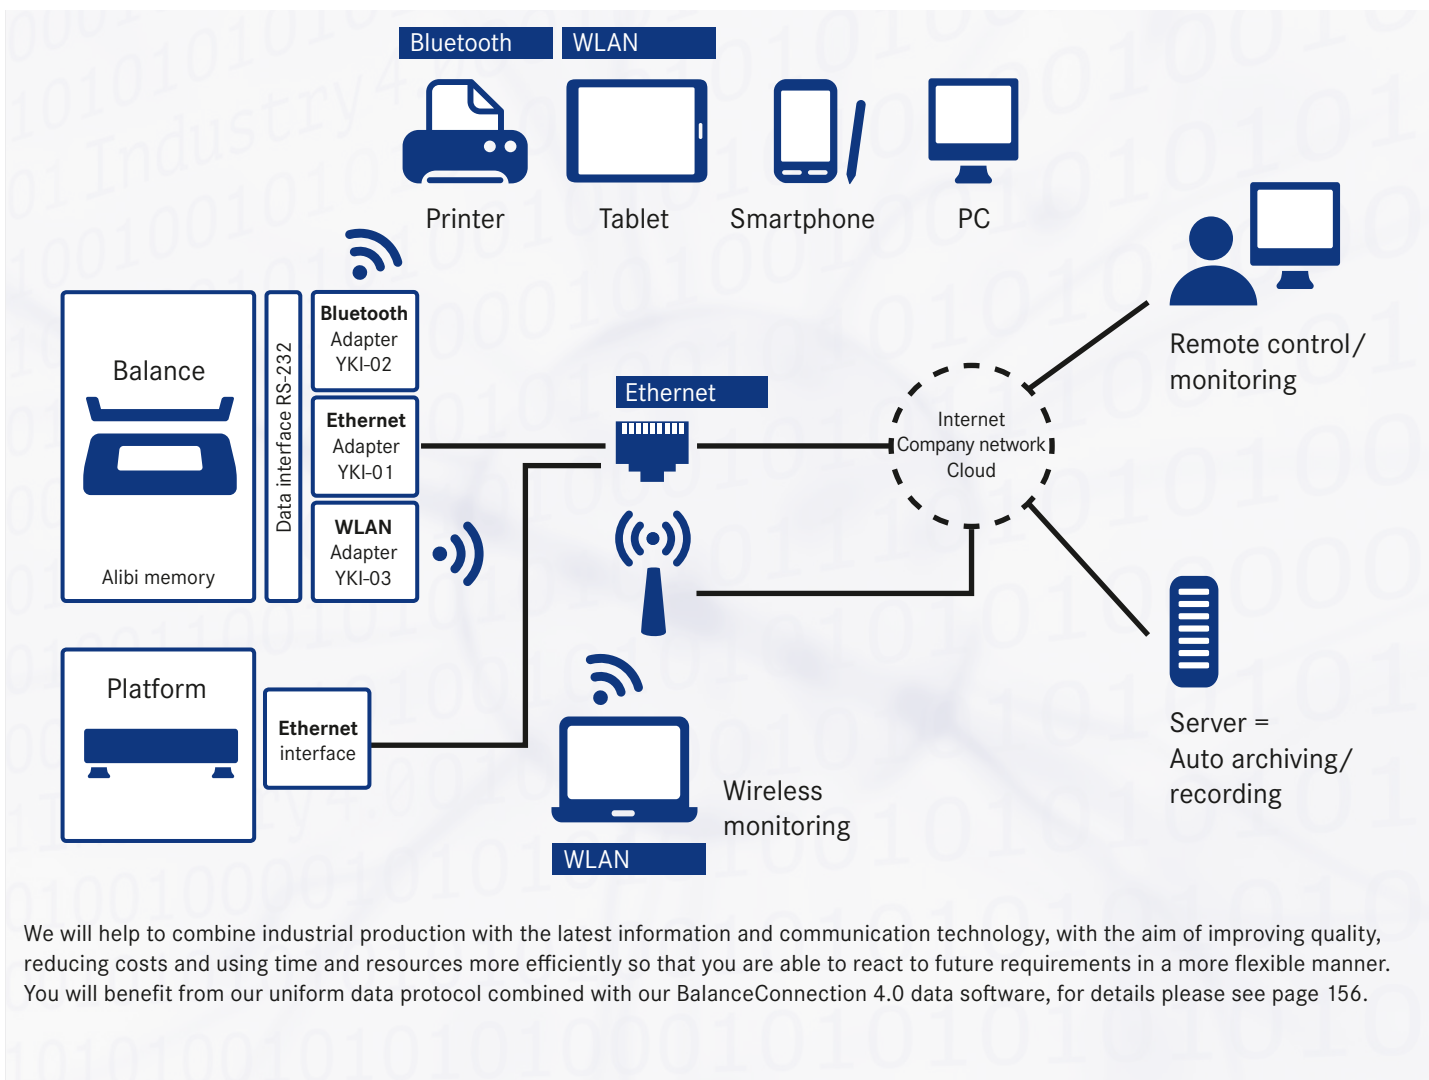 Industry 4.0
Bluetooth
WLAN
Printer
Tablet
Smartphone
PC
Balance
Alibi memory
Data interface RS-232
Bluetooth
Adapter
YKI-02
Ethernet
Adapter
YKI-01
WLAN
Adapter
YKI-03
Ethernet
Internet
Company network
Cloud
Remote control/
monitoring
Platform
Ethernet
interface
Wireless
monitoring
WLAN
Server =
Auto archiving/
recording
We will help to combine industrial production with the latest information and communication technology, with the aim of improving quality,
reducing costs and using time and resources more efficiently so that you are able to react to future requirements in a more flexible manner.
You will benefit from our uniform data protocol combined with our BalanceConnection 4.0 data software, for details please see page 156.